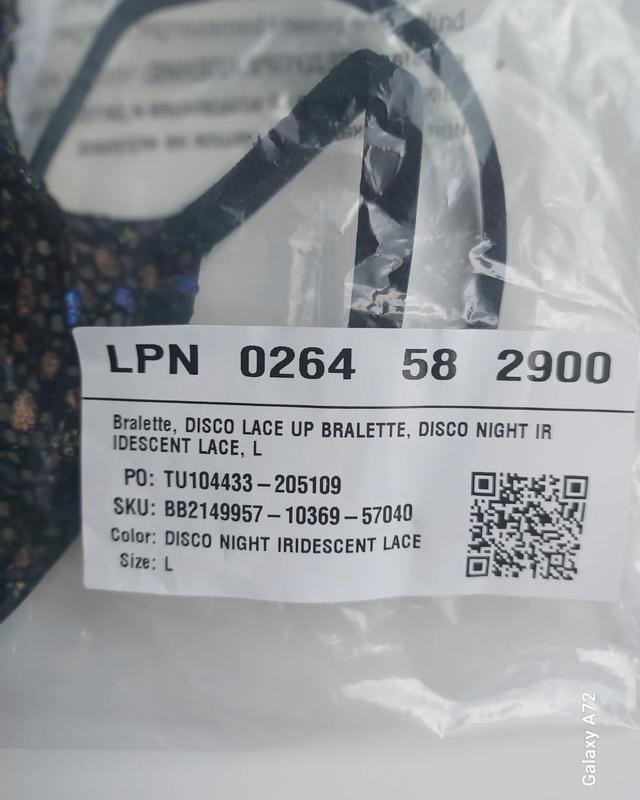 LPN 0264 58 2900
Bralette, DISCO LACE UP BRALETTE, DISCO NIGHT IR
IDESCENT LACE, L
PO: TU104433-205109
SKU: BB2149957-10369-57040
Color: DISCO NIGHT IRIDESCENT LACE
Size: L
Galaxy A72